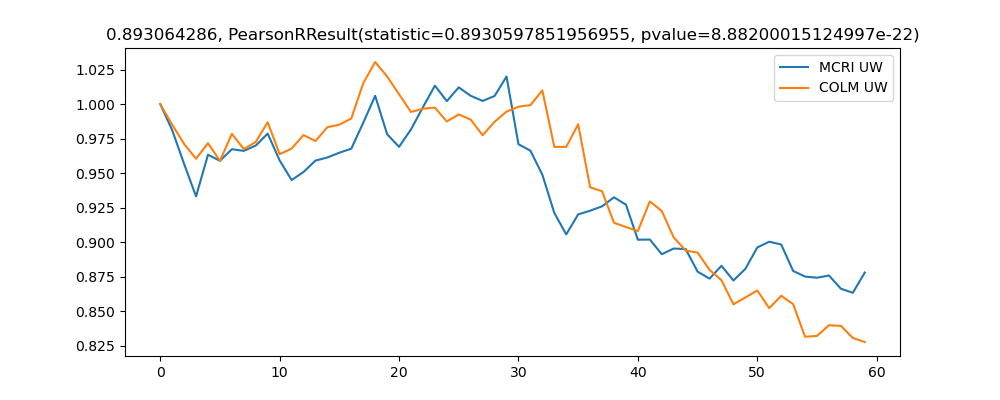 0.893064286, PearsonRResult(statistic=0.8930597851956955, pvalue=8.88200015124997e-22)
MCRI UW
COLM UW
1.025
1.000
0.975
0.950
0.925
0.900
0.875
0.850
0.825
0 10 20 30 40 50 60